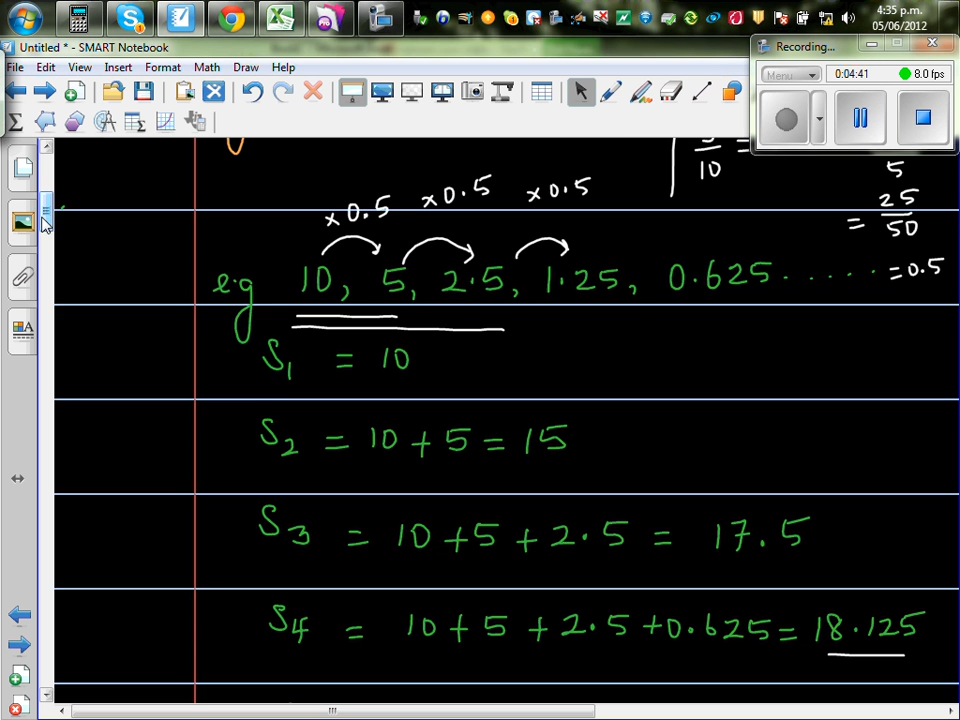 4:35 p.m.
05/06/2012
Untitled * - SMART Notebook
Recording...
File Edit View Insert Format Math Draw Help
Menu 0:04:41 8.0 fps
10 =
5
= 25/50
×0.5 ×0.5 ×0.5
e.g 10, 5, 2.5, 1.25, 0.625 ...... = 0.5
S1 = 10
S2 = 10 + 5 = 15
S3 = 10 + 5 + 2.5 = 17.5
S4 = 10 + 5 + 2.5 + 0.625 = 18.125